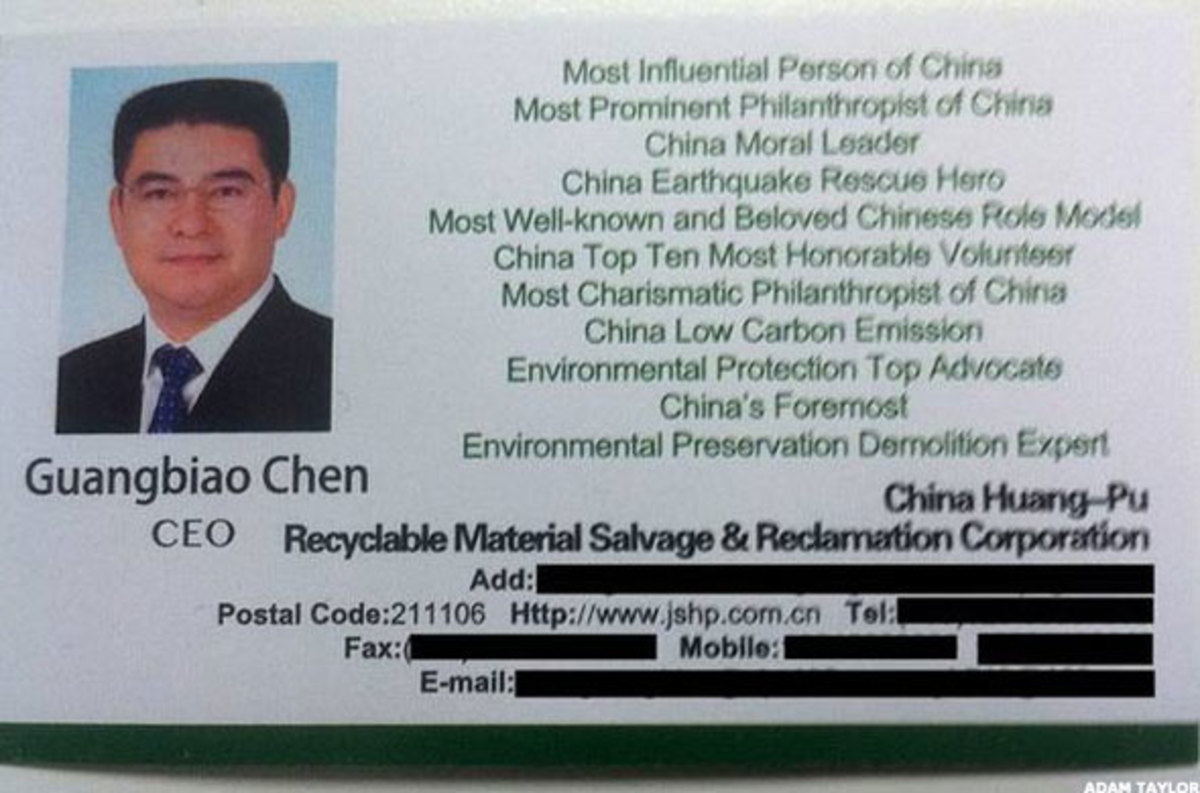 Most Influential Person of China
Most Prominent Philanthropist of China
China Moral Leader
China Earthquake Rescue Hero
Most Well-known and Beloved Chinese Role Model
China Top Ten Most Honorable Volunteer
Most Charismatic Philanthropist of China
China Low Carbon Emission
Environmental Protection Top Advocate
China's Foremost
Environmental Preservation Demolition Expert
Guangbiao Chen
CEO
China Huang-Pu
Recyclable Material Salvage & Reclamation Corporation
Add:
Postal Code:211106 Http://www.jshp.com.cn Tel:
Fax:( Mobile:
E-mail:
ADAM TAYLOR